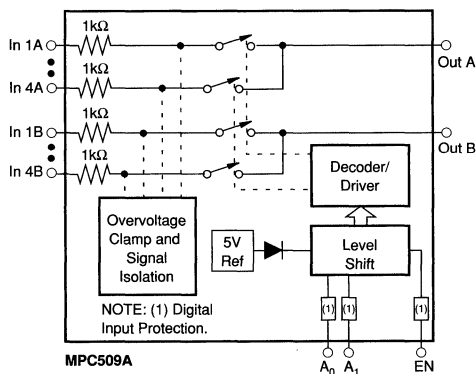 In 1A
1kΩ
Out A
In 4A
1kΩ
In 1B
1kΩ
Out B
In 4B
1kΩ
Decoder/
Driver
Overvoltage
Clamp and
Signal
Isolation
5V
Ref
Level
Shift
NOTE: (1) Digital
Input Protection.
(1)
(1)
(1)
MPC509A
A₀
A₁
EN